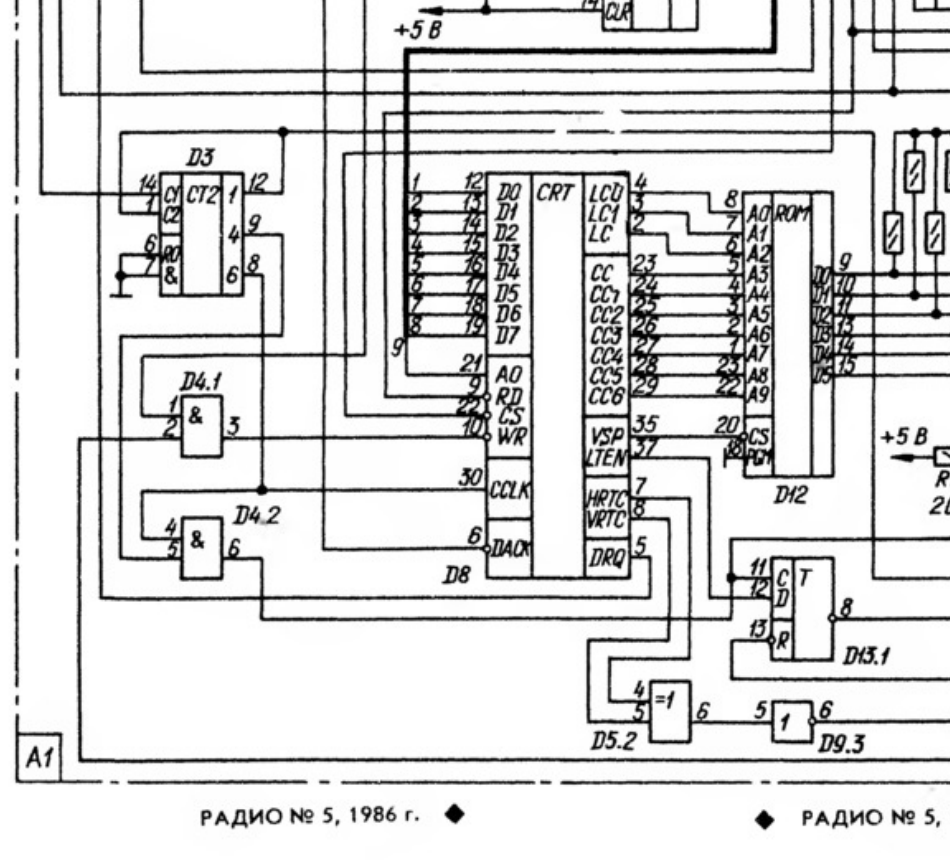 +5 В
14 CLR
D3
14 C1 CT2 1 12
1 C2
4 9
6 R0
7 & 6 8
D4.1
1 &
2 3
4 &
5 6
D4.2
1 12 D0 CRT LC0 4
2 13 D1 LC1 3
3 14 D2 LC 2
4 15 D3
5 16 D4 CC 23
6 17 D5 CC1 24
7 18 D6 CC2 25
8 19 D7 CC3 26
9 CC4 27
21 A0 CC5 28
9 RD CC6 29
22 CS
10 WR VSP 35
LTEN 37
30 CCLK HRTC 7
VRTC 8
6 DACK DRQ 5
D8
8 A0 ROM
7 A1
6 A2
5 A3 D0 9
4 A4 D1 10
3 A5 D2 11
2 A6 D3 13
1 A7 D4 14
23 A8 D5 15
22 A9
20 CS
18 PGM
D12
+5 В
R
11 C T
12 D
8
13 R
D13.1
4 =1
5 6
D5.2
5 1 6
D9.3
A1
РАДИО № 5, 1986 г. ◆
◆ РАДИО № 5,